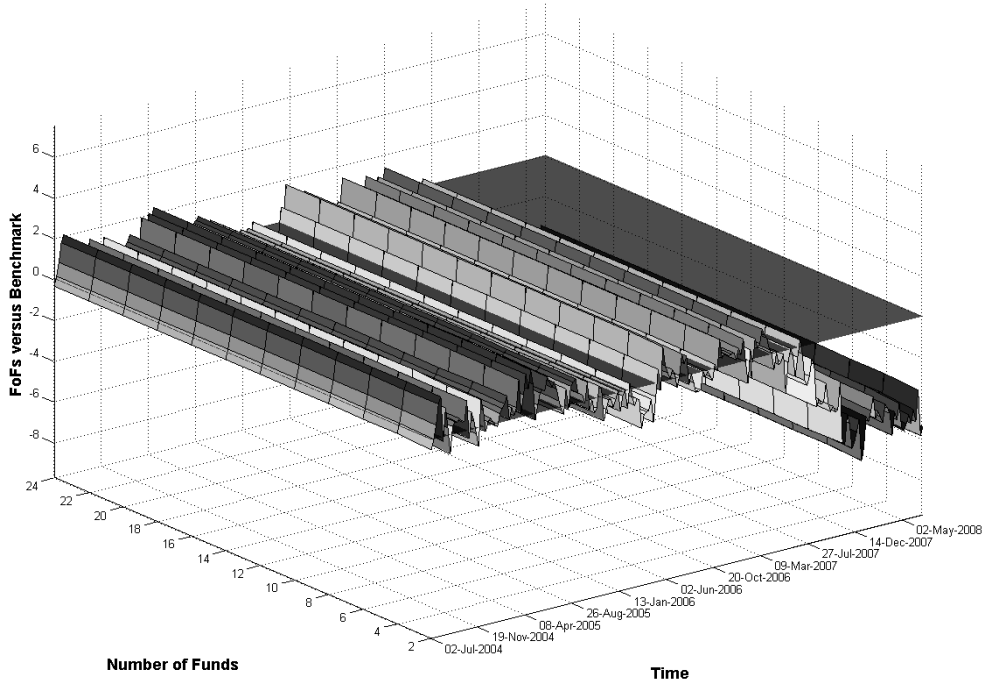 6
4
2
0
-2
-4
-6
-8
FoFs versus Benchmark
24
22
20
18
16
14
12
10
8
6
4
2
Number of Funds
02-Jul-2004
19-Nov-2004
08-Apr-2005
26-Aug-2005
13-Jan-2006
02-Jun-2006
20-Oct-2006
09-Mar-2007
27-Jul-2007
14-Dec-2007
02-May-2008
Time